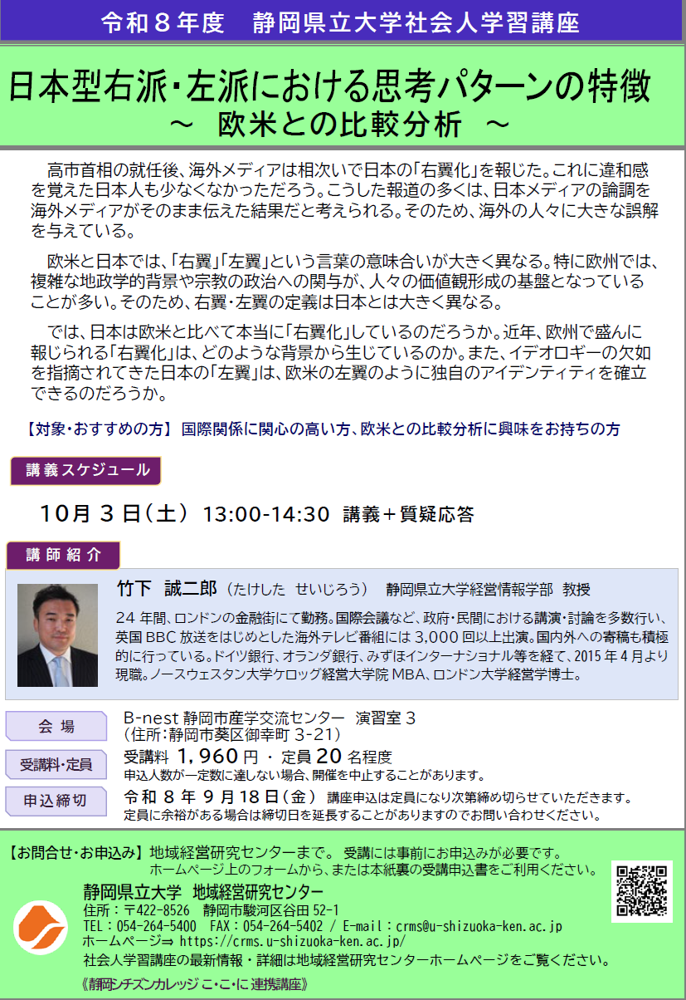 令和８年度　静岡県立大学社会人学習講座
日本型右派・左派における思考パターンの特徴
～　欧米との比較分析　～
高市首相の就任後、海外メディアは相次いで日本の「右翼化」を報じた。これに違和感
を覚えた日本人も少なくなかっただろう。こうした報道の多くは、日本メディアの論調を
海外メディアがそのまま伝えた結果だと考えられる。そのため、海外の人々に大きな誤解
を与えている。
欧米と日本では、「右翼」「左翼」という言葉の意味合いが大きく異なる。特に欧州では、
複雑な地政学的背景や宗教の政治への関与が、人々の価値観形成の基盤となっている
ことが多い。そのため、右翼・左翼の定義は日本とは大きく異なる。
では、日本は欧米と比べて本当に「右翼化」しているのだろうか。近年、欧州で盛んに
報じられる「右翼化」は、どのような背景から生じているのか。また、イデオロギーの欠如
を指摘されてきた日本の「左翼」は、欧米の左翼のように独自のアイデンティティを確立
できるのだろうか。
【対象・おすすめの方】 国際関係に関心の高い方、欧米との比較分析に興味をお持ちの方
講義スケジュール
10月 3 日（土） 13:00-14:30 講義＋質疑応答
講師紹介
竹下　誠二郎 （たけした　せいじろう）　静岡県立大学経営情報学部　教授
24 年間、ロンドンの金融街にて勤務。国際会議など、政府・民間における講演・討論を多数行い、
英国 BBC 放送をはじめとした海外テレビ番組には 3,000 回以上出演。国内外への寄稿も積極
的に行っている。ドイツ銀行、オランダ銀行、みずほインターナショナル等を経て、2015 年 4 月より
現職。ノースウェスタン大学ケロッグ経営大学院 MBA、ロンドン大学経営学博士。
会場
B-nest 静岡市産学交流センター　演習室 3
（住所：静岡市葵区御幸町 3-21）
受講料・定員
受講料 1，960 円 ・ 定員 20 名程度
申込人数が一定数に達しない場合、開催を中止することがあります。
申込締切
令和 8 年 9 月 18 日（金） 講座申込は定員になり次第締め切らせていただきます。
定員に余裕がある場合は締切日を延長することがありますのでお問い合わせください。
【お問合せ・お申込み】 地域経営研究センターまで。 受講には事前にお申込みが必要です。
ホームページ上のフォームから、または本紙裏の受講申込書をご利用ください。
静岡県立大学　地域経営研究センター
住所：〒422-8526　静岡市駿河区谷田 52-1
TEL：054-264-5400　FAX：054-264-5402 / E-mail：crms@u-shizuoka-ken.ac.jp
ホームページ⇒ https://crms.u-shizuoka-ken.ac.jp/
社会人学習講座の最新情報・詳細は地域経営研究センターホームページをご覧ください。
《静岡シチズンカレッジ こ・こ・に 連携講座》